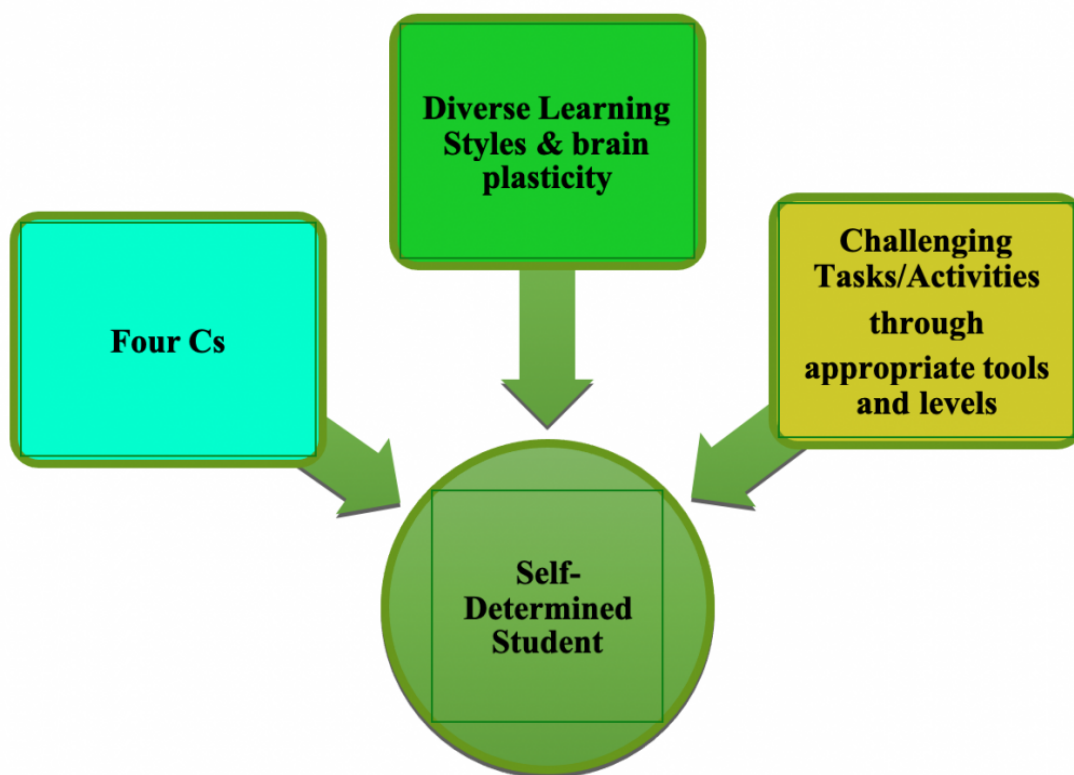 Diverse Learning
Styles & brain
plasticity
Four Cs
Challenging
Tasks/Activities
through
appropriate tools
and levels
Self-
Determined
Student